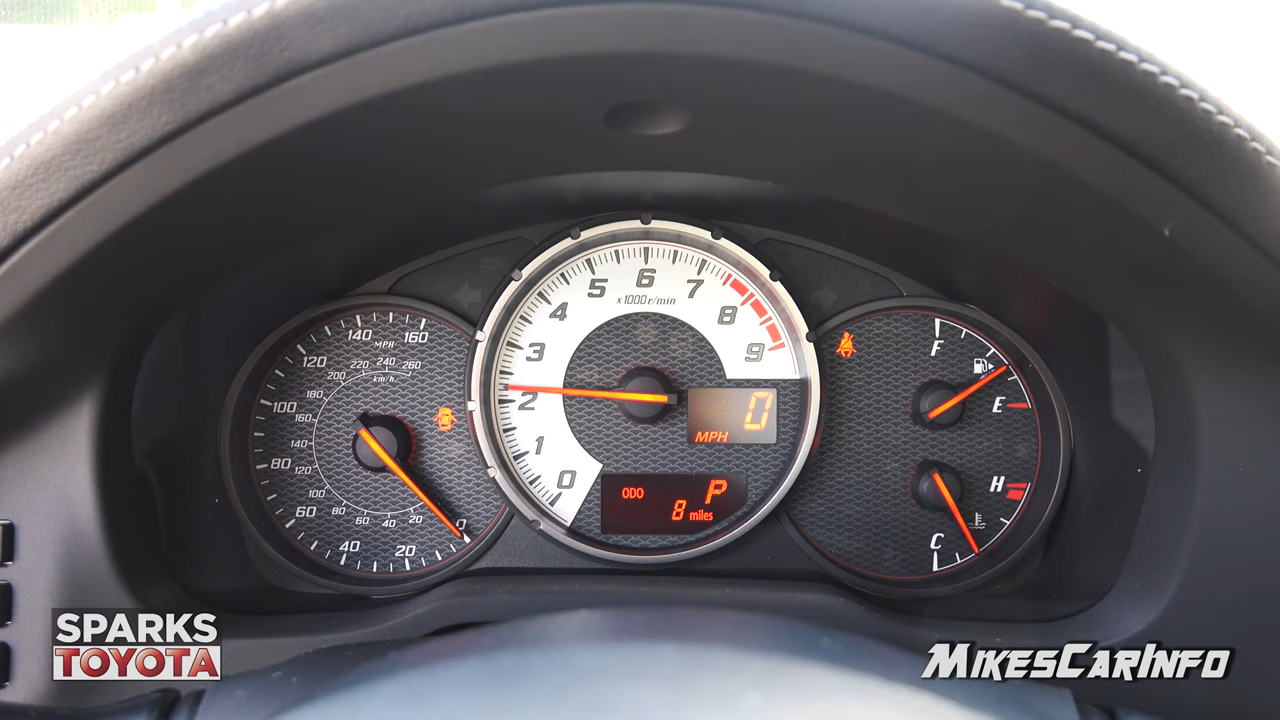 140 160
MPH
120
220 240 260
km/h
200
180
100
160
140
80
120
100
60
80 60 40 20
40 20 0
6
5 7
x1000r/min
4 8
3 9
2
1
0
0
MPH
ODO P
8 miles
F
E
H
C
SPARKS
TOYOTA
MIKESCARINFO